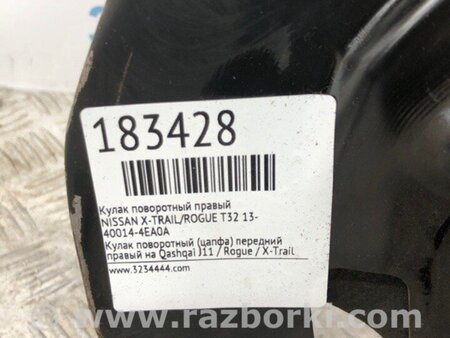 183428
Кулак поворотный правый
NISSAN X-TRAIL/ROGUE T32 13-
40014-4EA0A
Кулак поворотный (цапфа) передний
правый на Qashqai J11 / Rogue / X-Trail
www.3234444.com
www.razborki.com